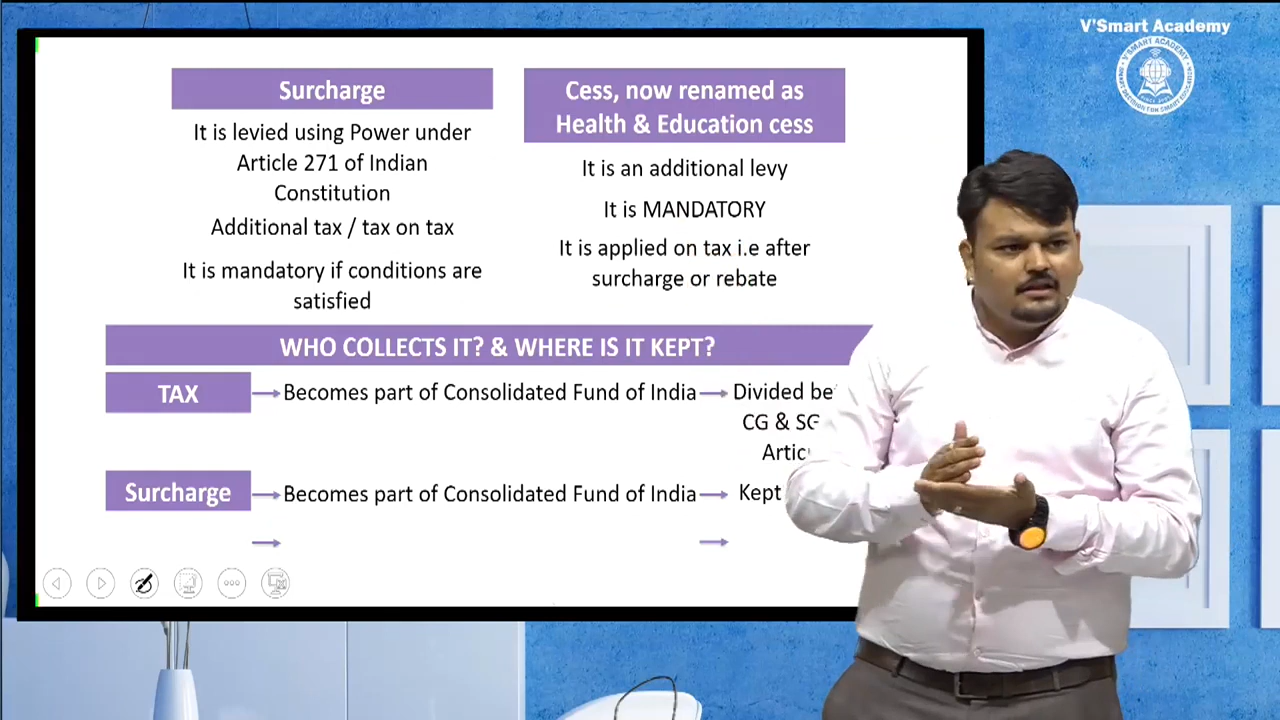 V'Smart Academy
Surcharge
It is levied using Power under
Article 271 of Indian
Constitution
Additional tax / tax on tax
It is mandatory if conditions are
satisfied
Cess, now renamed as
Health & Education cess
It is an additional levy
It is MANDATORY
It is applied on tax i.e after
surcharge or rebate
WHO COLLECTS IT? & WHERE IS IT KEPT?
TAX
Becomes part of Consolidated Fund of India
Divided
CG & SG
Surcharge
Becomes part of Consolidated Fund of India
Kept